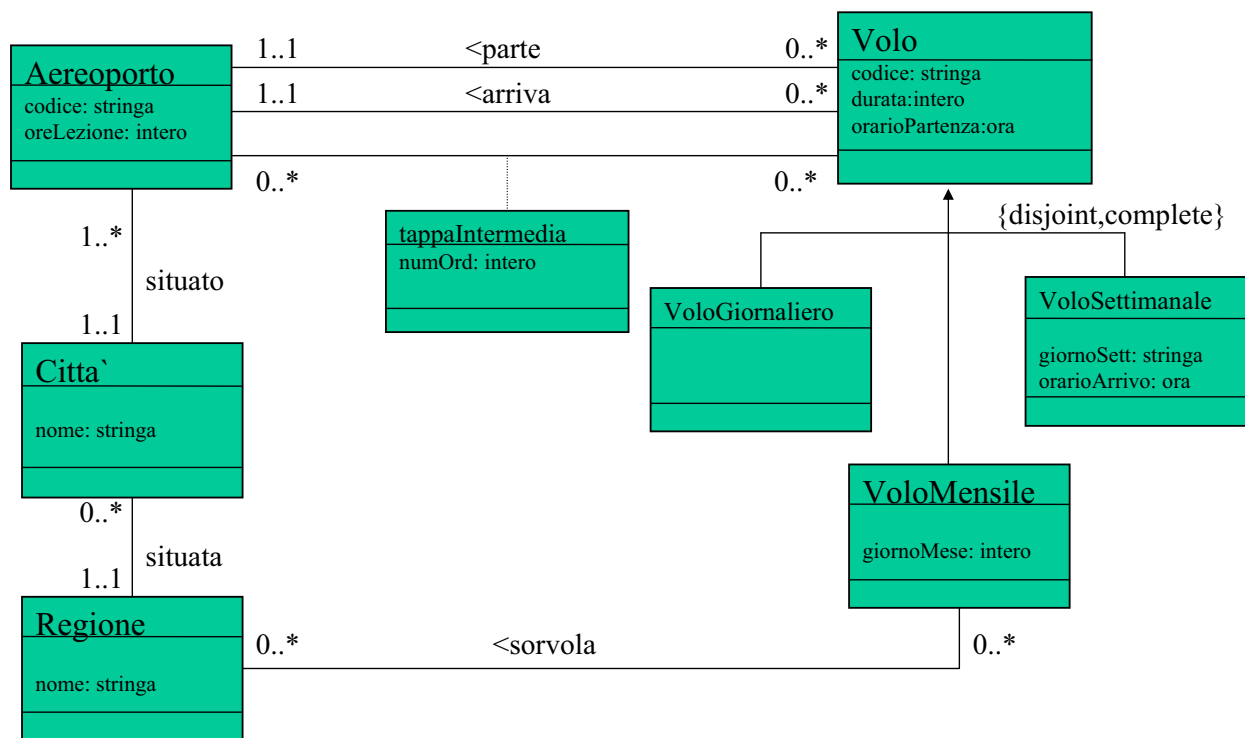 Aereoporto
codice: stringa
oreLezione: intero
1..1
<parte
0..*
1..1
<arriva
0..*
0..*
0..*
Volo
codice: stringa
durata:intero
orarioPartenza:ora
tappaIntermedia
numOrd: intero
{disjoint,complete}
VoloGiornaliero
VoloSettimanale
giornoSett: stringa
orarioArrivo: ora
1..*
situato
1..1
Citta`
nome: stringa
VoloMensile
giornoMese: intero
0..*
situata
1..1
Regione
nome: stringa
0..*
<sorvola
0..*